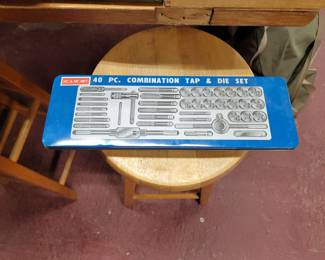 40 PC. COMBINATION TAP & DIE SET